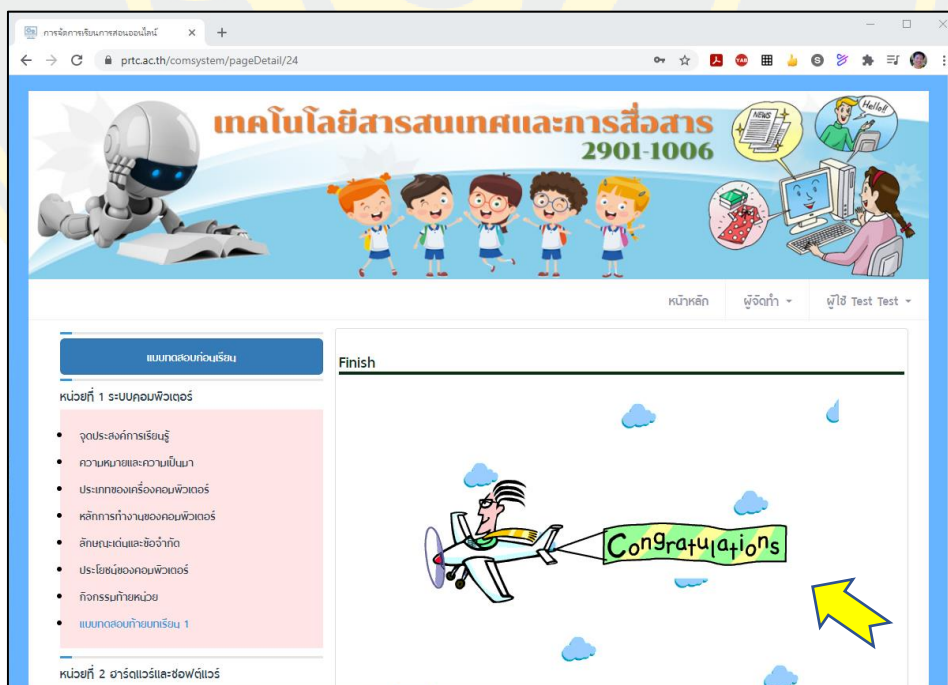 การจัดการเรียนการสอนออนไลน์
prtc.ac.th/comsystem/pageDetail/24
เทคโนโลยีสารสนเทศและการสื่อสาร
2901-1006
NEWS
Hello!
หน้าหลัก ผู้จัดทำ ผู้ใช้ Test Test
แบบทดสอบก่อนเรียน
Finish
หน่วยที่ 1 ระบบคอมพิวเตอร์
จุดประสงค์การเรียนรู้
ความหมายและความเป็นมา
ประเภทของเครื่องคอมพิวเตอร์
หลักการทำงานของคอมพิวเตอร์
ลักษณะเด่นและข้อจำกัด
ประโยชน์ของคอมพิวเตอร์
กิจกรรมท้ายหน่วย
แบบทดสอบท้ายบทเรียน 1
Congratulations
หน่วยที่ 2 ฮาร์ดแวร์และซอฟต์แวร์